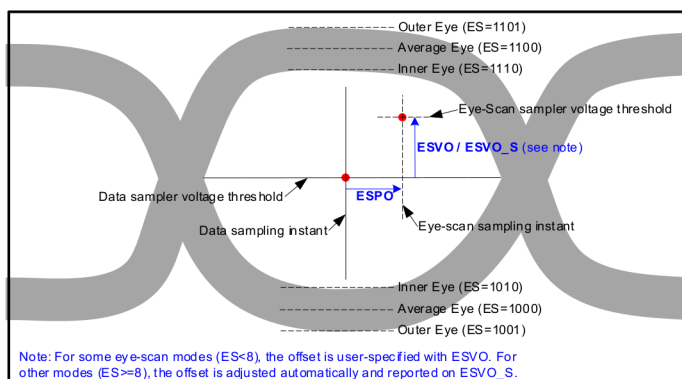 Outer Eye (ES=1101)
Average Eye (ES=1100)
Inner Eye (ES=1110)
Eye-Scan sampler voltage threshold
ESVO / ESVO_S (see note)
Data sampler voltage threshold
ESPO
Data sampling instant
Eye-scan sampling instant
Inner Eye (ES=1010)
Average Eye (ES=1000)
Outer Eye (ES=1001)
Note: For some eye-scan modes (ES<8), the offset is user-specified with ESVO. For
other modes (ES>=8), the offset is adjusted automatically and reported on ESVO_S.